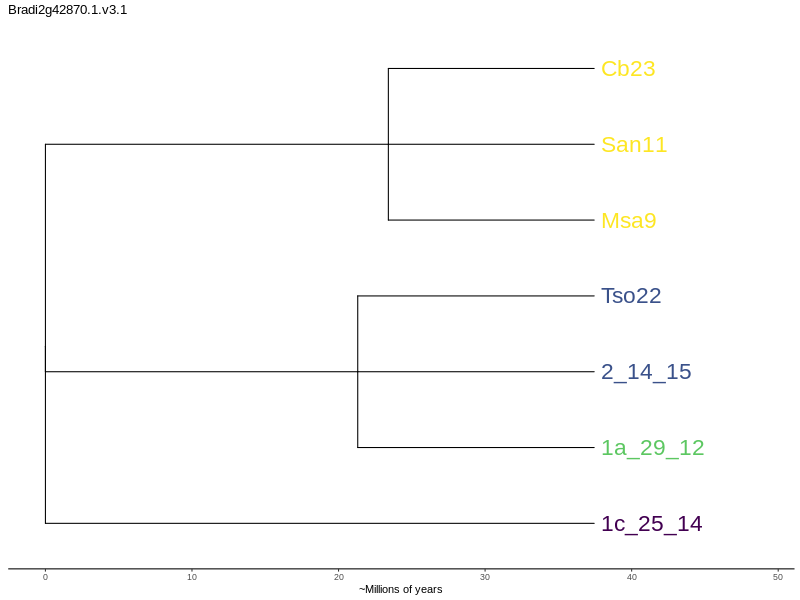 Bradi2g42870.1.v3.1
Cb23
San11
Msa9
Tso22
2_14_15
1a_29_12
1c_25_14
0 10 20 30 40 50
~Millions of years